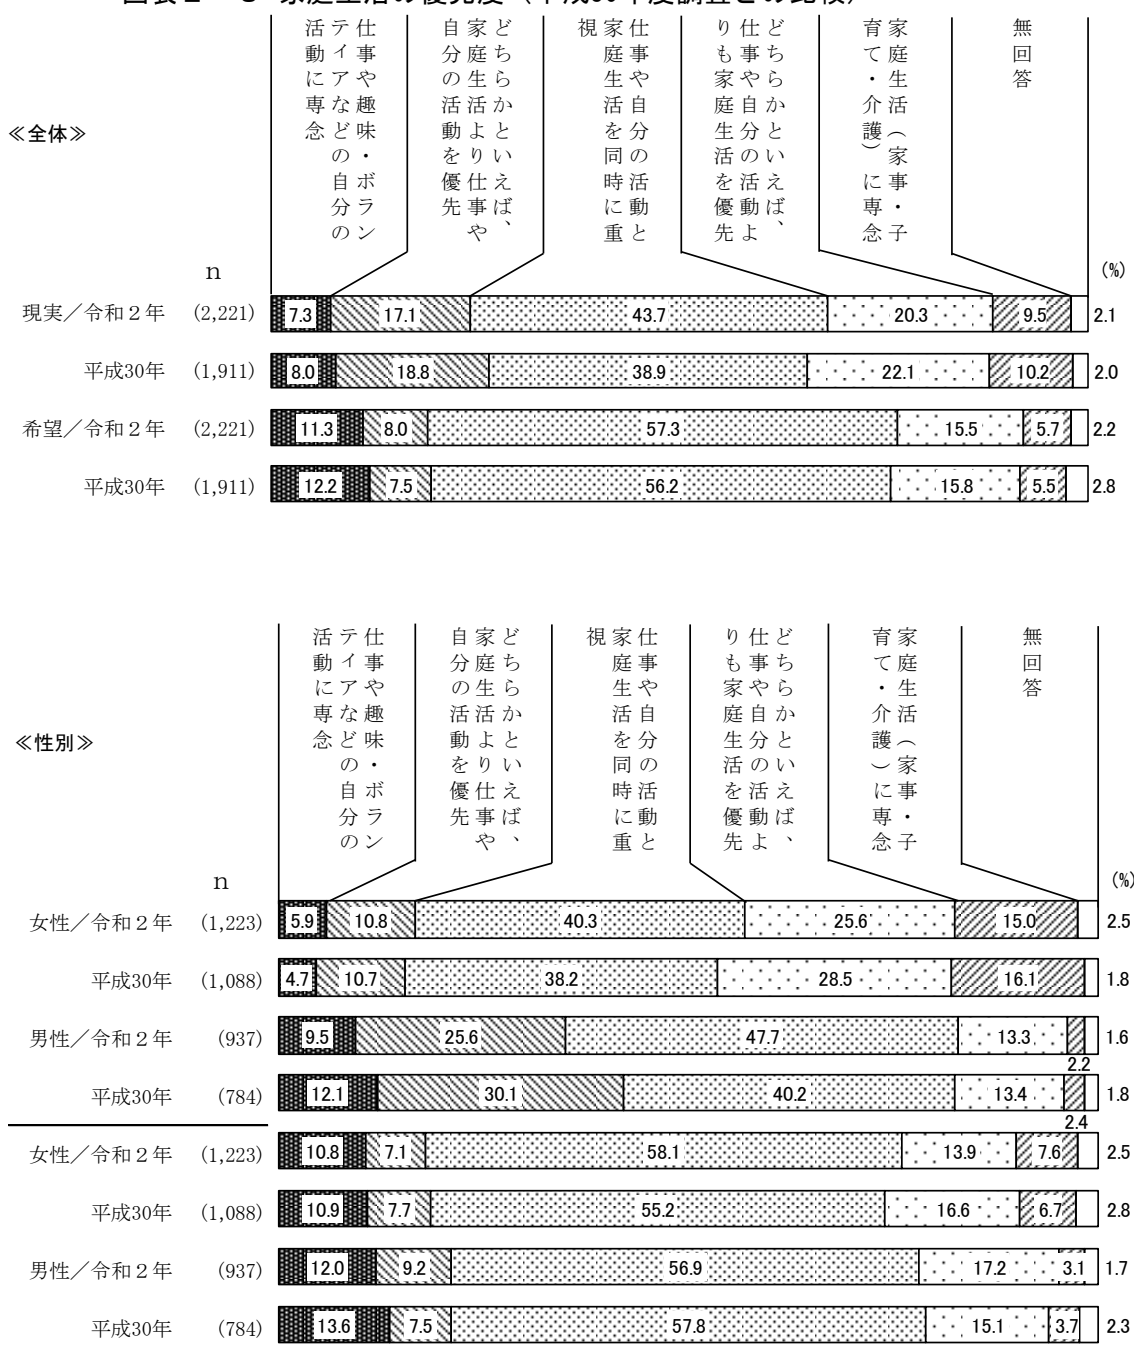 家庭生活の優先度（平成30年度調査との比較）
≪全体≫
仕事や趣味・ボラン
ティアなどの自分の
活動に専念
どちらかといえば、
家庭生活より仕事や
自分の活動を優先
仕事や自分の活動と
家庭生活を同時に重
視
どちらかといえば、
仕事や自分の活動よ
りも家庭生活を優先
家庭生活（家事・子
育て・介護）に専念
無回答
n
(%)
現実／令和２年 (2,221) 7.3 17.1 43.7 20.3 9.5 2.1
平成30年 (1,911) 8.0 18.8 38.9 22.1 10.2 2.0
希望／令和２年 (2,221) 11.3 8.0 57.3 15.5 5.7 2.2
平成30年 (1,911) 12.2 7.5 56.2 15.8 5.5 2.8
≪性別≫
仕事や趣味・ボラン
ティアなどの自分の
活動に専念
どちらかといえば、
家庭生活より仕事や
自分の活動を優先
仕事や自分の活動と
家庭生活を同時に重
視
どちらかといえば、
仕事や自分の活動よ
りも家庭生活を優先
家庭生活（家事・子
育て・介護）に専念
無回答
n
(%)
女性／令和２年 (1,223) 5.9 10.8 40.3 25.6 15.0 2.5
平成30年 (1,088) 4.7 10.7 38.2 28.5 16.1 1.8
男性／令和２年 (937) 9.5 25.6 47.7 13.3 2.2 1.6
平成30年 (784) 12.1 30.1 40.2 13.4 2.4 1.8
女性／令和２年 (1,223) 10.8 7.1 58.1 13.9 7.6 2.5
平成30年 (1,088) 10.9 7.7 55.2 16.6 6.7 2.8
男性／令和２年 (937) 12.0 9.2 56.9 17.2 3.1 1.7
平成30年 (784) 13.6 7.5 57.8 15.1 3.7 2.3